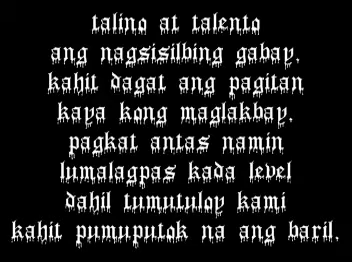 talino at talento
ang nagsisilbing gabay,
kahit dagat ang pagitan
kaya kong maglakbay.
pagkat antas namin
lumalagpas kada level
dahil tumutuloy kami
kahit pumuputok na ang baril.